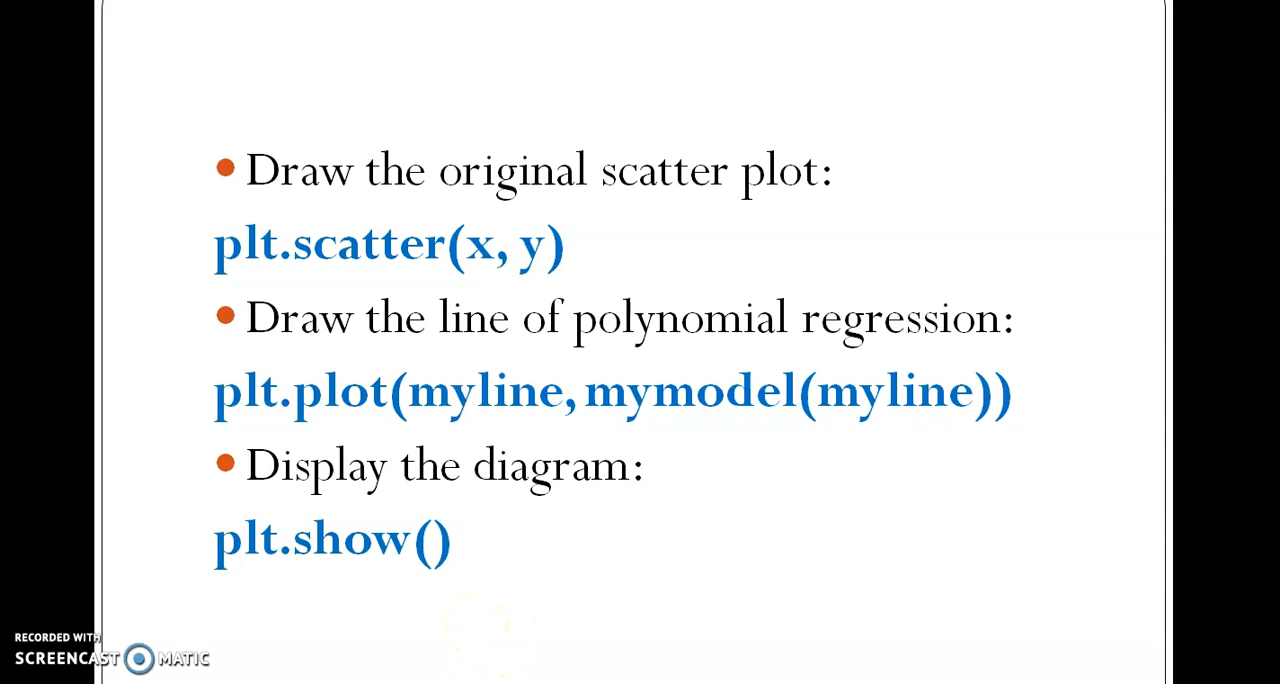 • Draw the original scatter plot:
plt.scatter(x, y)
• Draw the line of polynomial regression:
plt.plot(myline, mymodel(myline))
• Display the diagram:
plt.show()
RECORDED WITH
SCREENCAST MATIC